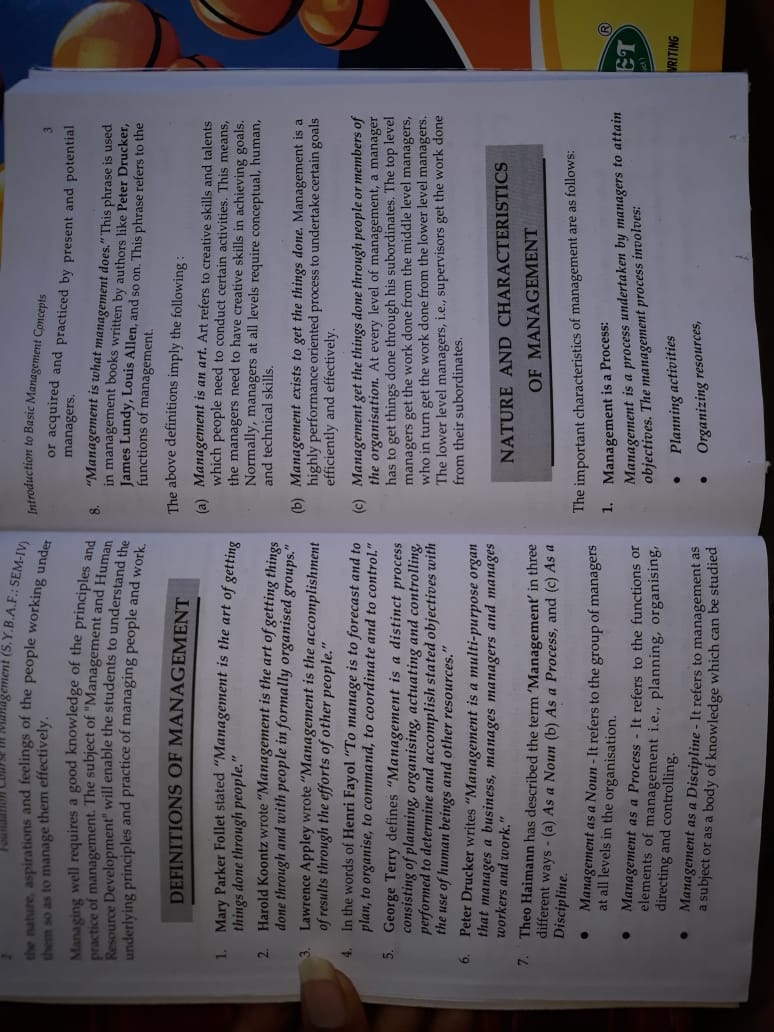 2
Foundation Course in Management (S.Y.B.A.F.: SEM-IV)
the nature, aspirations and feelings of the people working under
them so as to manage them effectively.
Managing well requires a good knowledge of the principles and
practice of management. The subject of "Management and Human
Resource Development" will enable the students to understand the
underlying principles and practice of managing people and work.
DEFINITIONS OF MANAGEMENT
1. Mary Parker Follet stated "Management is the art of getting
things done through people."
2. Harold Koontz wrote "Management is the art of getting things
done through and with people in formally organised groups."
3. Lawrence Appley wrote "Management is the accomplishment
of results through the efforts of other people."
4. In the words of Henri Fayol "To manage is to forecast and to
plan, to organise, to command, to coordinate and to control."
5. George Terry defines "Management is a distinct process
consisting of planning, organising, actuating and controlling,
performed to determine and accomplish stated objectives with
the use of human beings and other resources."
6. Peter Drucker writes "Management is a multi-purpose organ
that manages a business, manages managers and manages
workers and work."
7. Theo Haimann has described the term 'Management' in three
different ways - (a) As a Noun (b) As a Process, and (c) As a
Discipline.
• Management as a Noun - It refers to the group of managers
at all levels in the organisation.
• Management as a Process - It refers to the functions or
elements of management i.e., planning, organising,
directing and controlling.
• Management as a Discipline - It refers to management as
a subject or as a body of knowledge which can be studied
Introduction to Basic Management Concepts
3
or acquired and practiced by present and potential
managers.
8. "Management is what management does." This phrase is used
in management books written by authors like Peter Drucker,
James Lundy, Louis Allen, and so on. This phrase refers to the
functions of management.
The above definitions imply the following :
(a) Management is an art. Art refers to creative skills and talents
which people need to conduct certain activities. This means,
the managers need to have creative skills in achieving goals.
Normally, managers at all levels require conceptual, human,
and technical skills.
(b) Management exists to get the things done. Management is a
highly performance oriented process to undertake certain goals
efficiently and effectively.
(c) Management get the things done through people or members of
the organisation. At every level of management, a manager
has to get things done through his subordinates. The top level
managers get the work done from the middle level managers,
who in turn get the work done from the lower level managers.
The lower level managers, i.e., supervisors get the work done
from their subordinates.
NATURE AND CHARACTERISTICS
OF MANAGEMENT
The important characteristics of management are as follows:
1. Management is a Process:
Management is a process undertaken by managers to attain
objectives. The management process involves:
• Planning activities
• Organizing resources,
®
WRITING